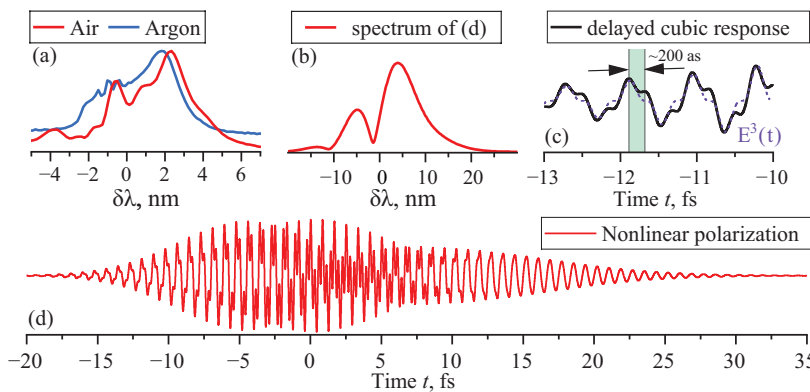 Air Argon
(a)
−4 −2 0 2 4 6
δλ, nm
spectrum of (d)
(b)
−10 0 10 20
δλ, nm
delayed cubic response
~200 as
(c)
E³(t)
−13 −12 −11 −10
Time t, fs
Nonlinear polarization
(d)
−20 −15 −10 −5 0 5 10 15 20 25 30 35
Time t, fs